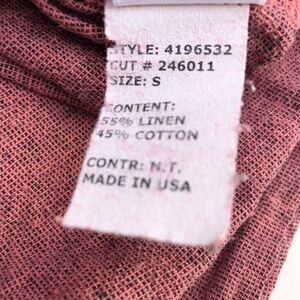 STYLE: 4196532
CUT # 246011
SIZE: S
CONTENT:
55% LINEN
45% COTTON
CONTR: N.T.
MADE IN USA